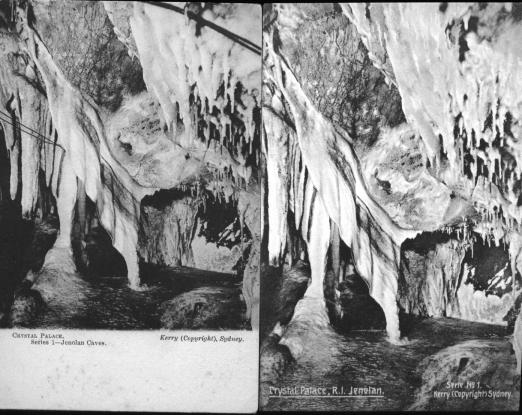 Crystal Palace.
Series 1—Jenolan Caves.
Kerry (Copyright), Sydney.
Crystal Palace, R.I. Jenolan.
Serie No 1.
Kerry (Copyright) Sydney.